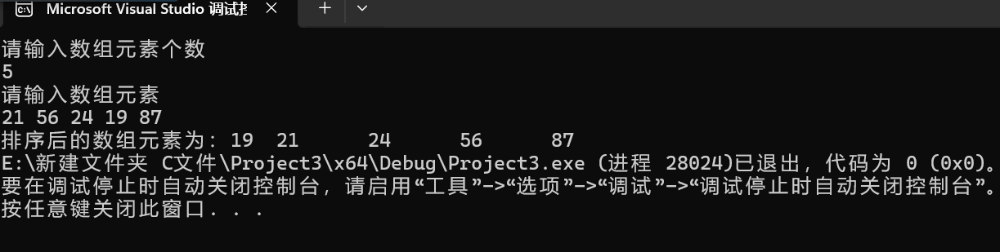 Microsoft Visual Studio 调试
请输入数组元素个数
5
请输入数组元素
21 56 24 19 87
排序后的数组元素为：19 21 24 56 87
E:\新建文件夹 C文件\Project3\x64\Debug\Project3.exe (进程 28024)已退出，代码为 0 (0x0)。
要在调试停止时自动关闭控制台，请启用“工具”->“选项”->“调试”->“调试停止时自动关闭控制台”。
按任意键关闭此窗口. . .